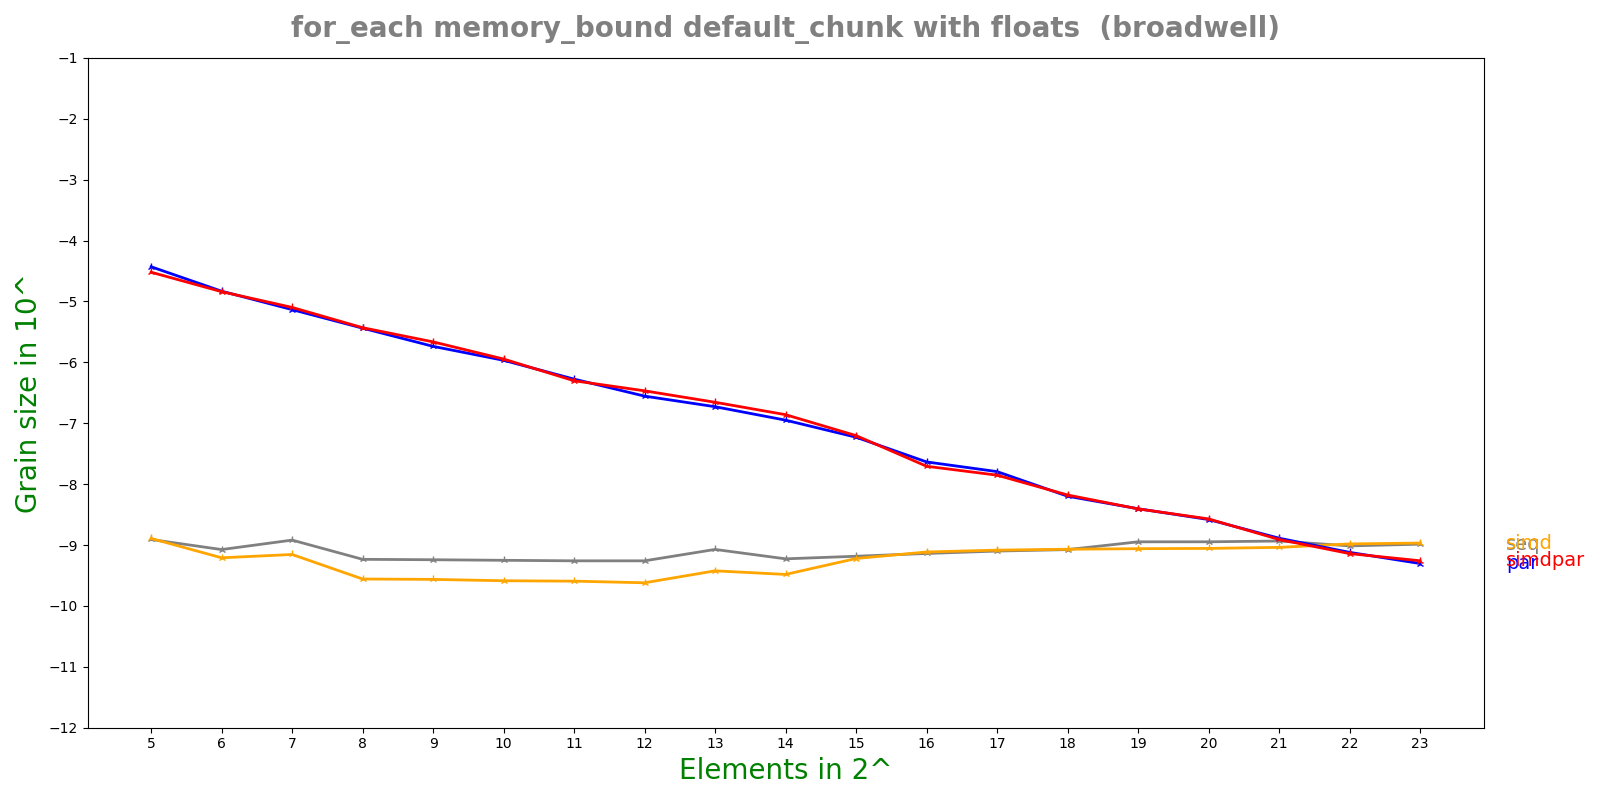 for_each memory_bound default_chunk with floats  (broadwell)
Grain size in 10^
−1
−2
−3
−4
−5
−6
−7
−8
−9
−10
−11
−12
5 6 7 8 9 10 11 12 13 14 15 16 17 18 19 20 21 22 23
Elements in 2^
simd
seq
simdpar
par